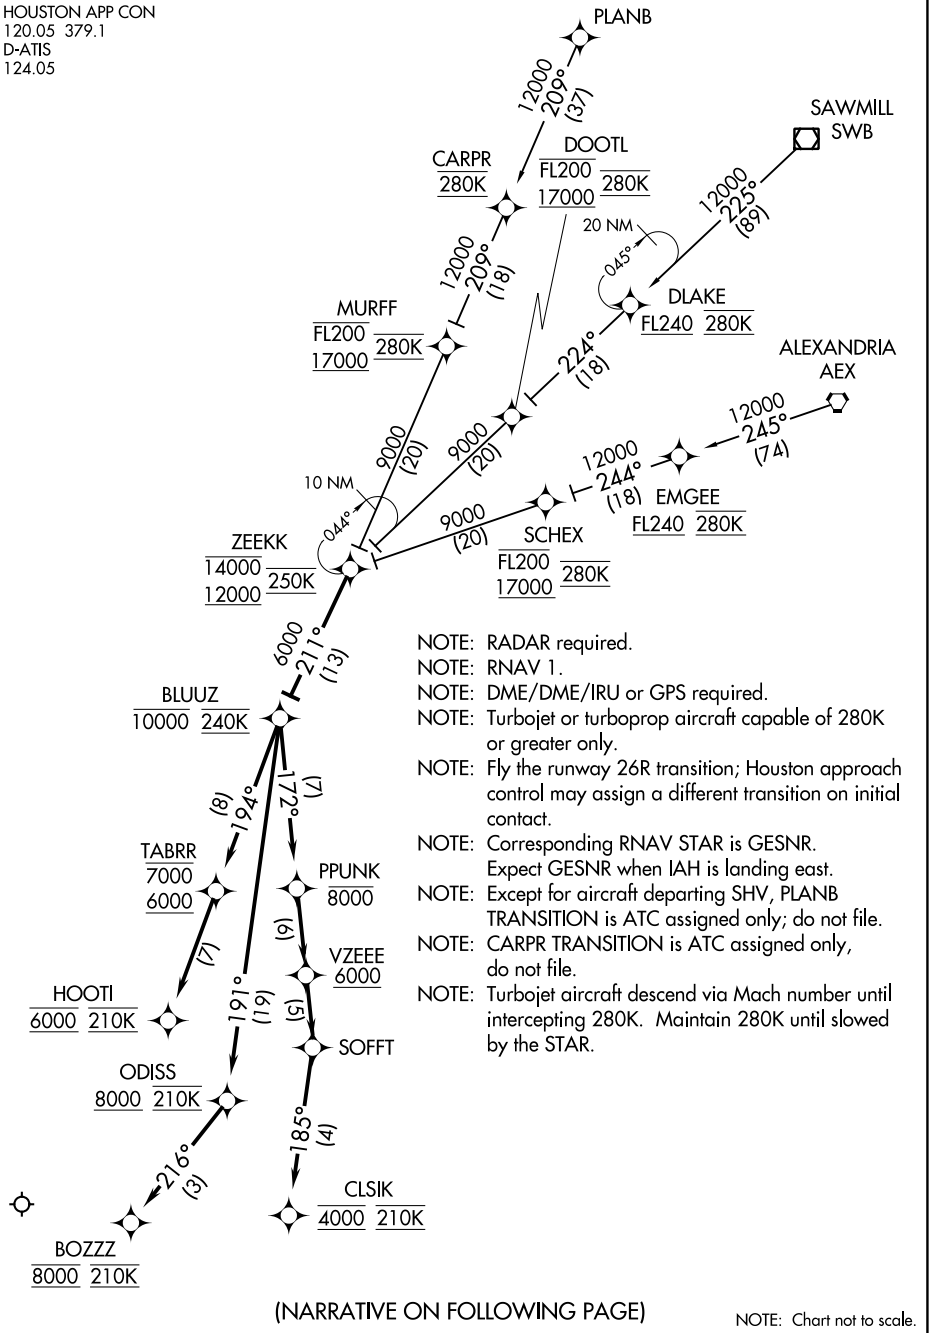 HOUSTON APP CON
120.05 379.1
D-ATIS
124.05
PLANB
12000
209°
(37)
SAWMILL
SWB
12000
225°
(89)
CARPR
280K
DOOTL
FL200
17000
280K
20 NM
045°
12000
209°
(18)
DLAKE
FL240 280K
MURFF
FL200
17000
280K
224°
(18)
ALEXANDRIA
AEX
12000
245°
(74)
9000
(20)
9000
(20)
12000
244°
(18)
EMGEE
FL240 280K
10 NM
044°
9000
(20)
SCHEX
FL200
17000
280K
ZEEKK
14000
12000
250K
6000
211°
(13)
NOTE: RADAR required.
NOTE: RNAV 1.
NOTE: DME/DME/IRU or GPS required.
NOTE: Turbojet or turboprop aircraft capable of 280K
or greater only.
NOTE: Fly the runway 26R transition; Houston approach
control may assign a different transition on initial
contact.
NOTE: Corresponding RNAV STAR is GESNR.
Expect GESNR when IAH is landing east.
NOTE: Except for aircraft departing SHV, PLANB
TRANSITION is ATC assigned only; do not file.
NOTE: CARPR TRANSITION is ATC assigned only,
do not file.
NOTE: Turbojet aircraft descend via Mach number until
intercepting 280K. Maintain 280K until slowed
by the STAR.
BLUUZ
10000 240K
(8)
194°
172°
(7)
TABRR
7000
6000
PPUNK
8000
(7)
(6)
VZEEE
6000
HOOTI
6000 210K
191°
(19)
(5)
SOFFT
ODISS
8000 210K
185°
(4)
216°
(3)
CLSIK
4000 210K
BOZZZ
8000 210K
(NARRATIVE ON FOLLOWING PAGE)
NOTE: Chart not to scale.